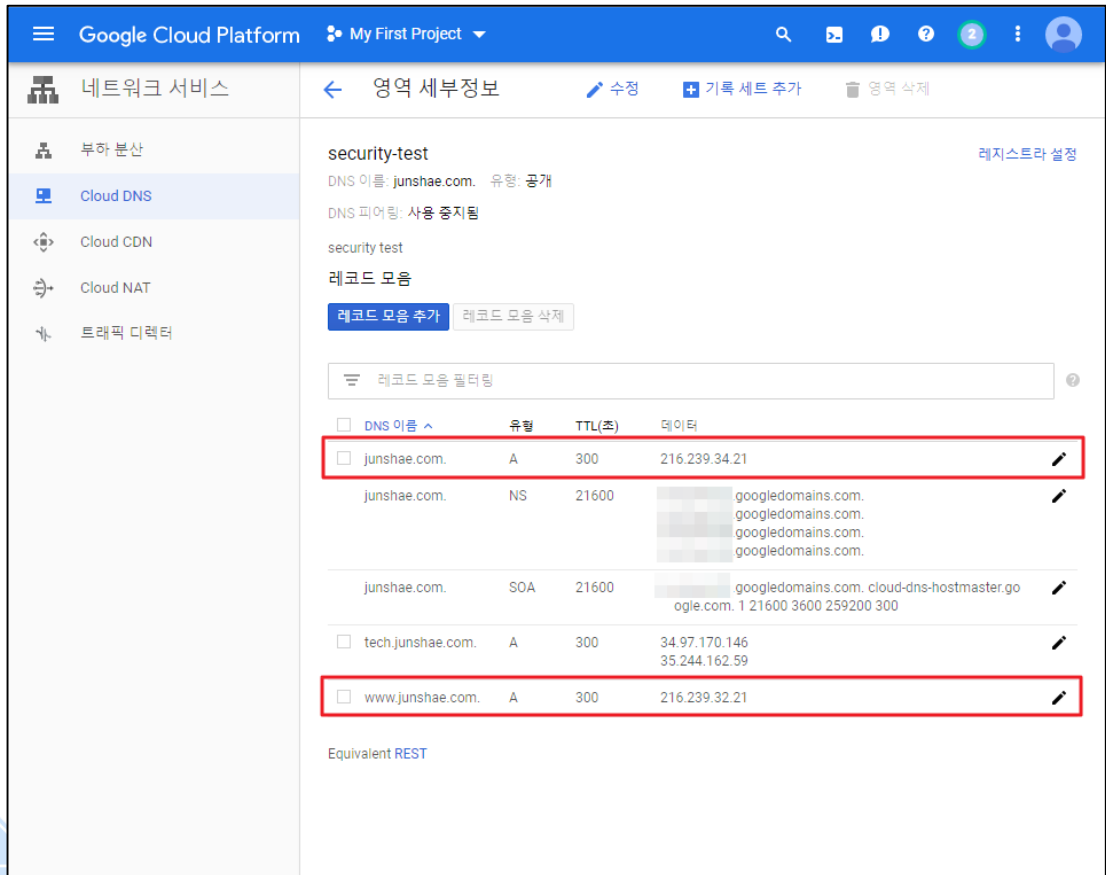 Google Cloud Platform
My First Project
2
네트워크 서비스
영역 세부정보
수정
기록 세트 추가
영역 삭제
부하 분산
Cloud DNS
Cloud CDN
Cloud NAT
트래픽 디렉터
security-test
레지스트라 설정
DNS 이름: junshae.com. 유형: 공개
DNS 피어링: 사용 중지됨
security test
레코드 모음
레코드 모음 추가
레코드 모음 삭제
레코드 모음 필터링
DNS 이름 유형 TTL(초) 데이터
junshae.com. A 300 216.239.34.21
junshae.com. NS 21600 .googledomains.com.
.googledomains.com.
.googledomains.com.
.googledomains.com.
junshae.com. SOA 21600 .googledomains.com. cloud-dns-hostmaster.go
ogle.com. 1 21600 3600 259200 300
tech.junshae.com. A 300 34.97.170.146
35.244.162.59
www.junshae.com. A 300 216.239.32.21
Equivalent REST